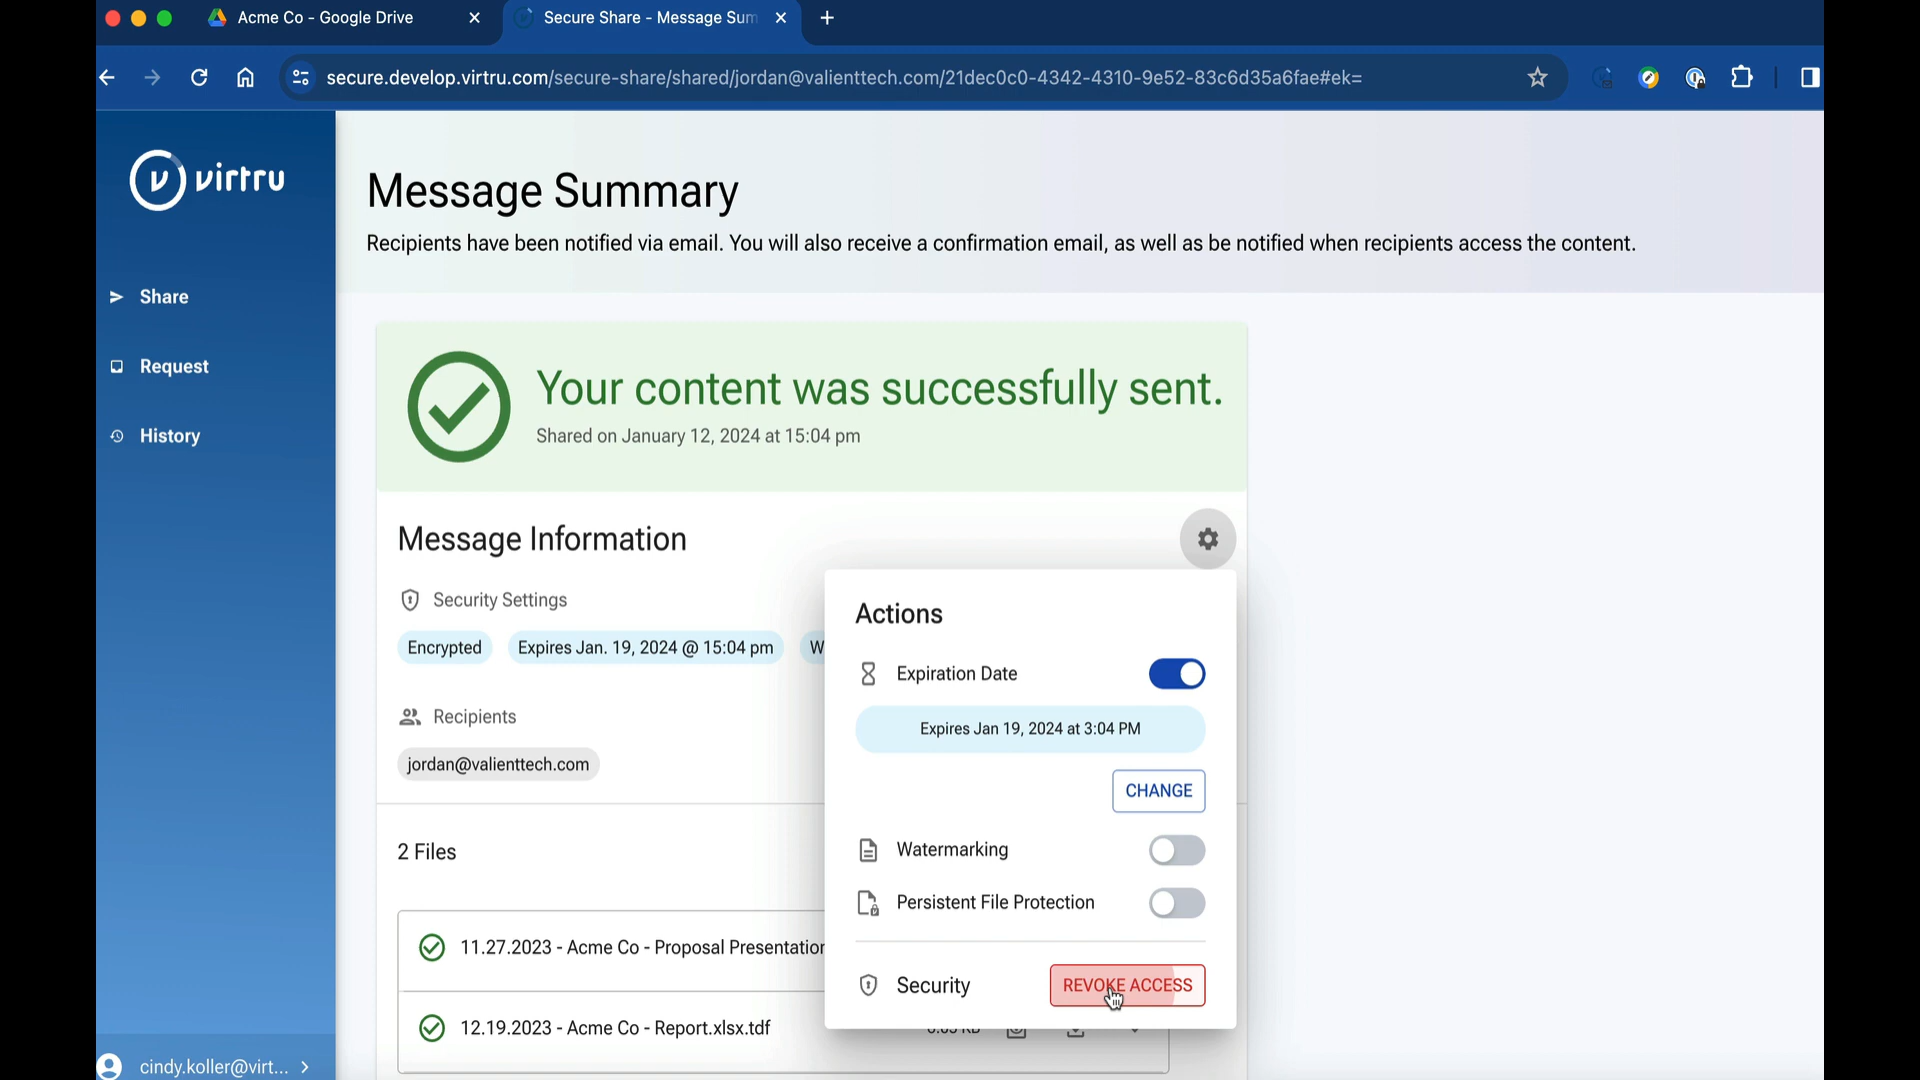 Acme Co - Google Drive
Secure Share - Message Sum
secure.develop.virtru.com/secure-share/shared/jordan@valienttech.com/21dec0c0-4342-4310-9e52-83c6d35a6fae#ek=
virtru
Share
Request
History
cindy.koller@virt...
Message Summary
Recipients have been notified via email. You will also receive a confirmation email, as well as be notified when recipients access the content.
Your content was successfully sent.
Shared on January 12, 2024 at 15:04 pm
Message Information
Security Settings
Encrypted Expires Jan. 19, 2024 @ 15:04 pm W
Recipients
jordan@valienttech.com
2 Files
11.27.2023 - Acme Co - Proposal Presentation
12.19.2023 - Acme Co - Report.xlsx.tdf
Actions
Expiration Date
Expires Jan 19, 2024 at 3:04 PM
CHANGE
Watermarking
Persistent File Protection
Security
REVOKE ACCESS